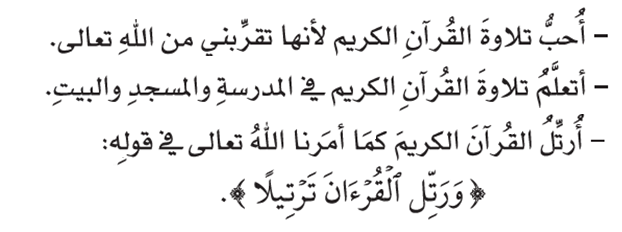 – أُحبُّ تلاوةَ القُرآنِ الكريم لأنها تقرِّبني من اللهِ تعالى.
– أتعلَّمُ تلاوةَ القُرآنِ الكريم في المدرسةِ والمسجدِ والبيتِ.
– أُرتِّلُ القُرآنَ الكريمَ كمَا أمَرنا اللهُ تعالى في قولِهِ:
﴿ وَرَتِّلِ ٱلْقُرْءَانَ تَرْتِيلًا ﴾.